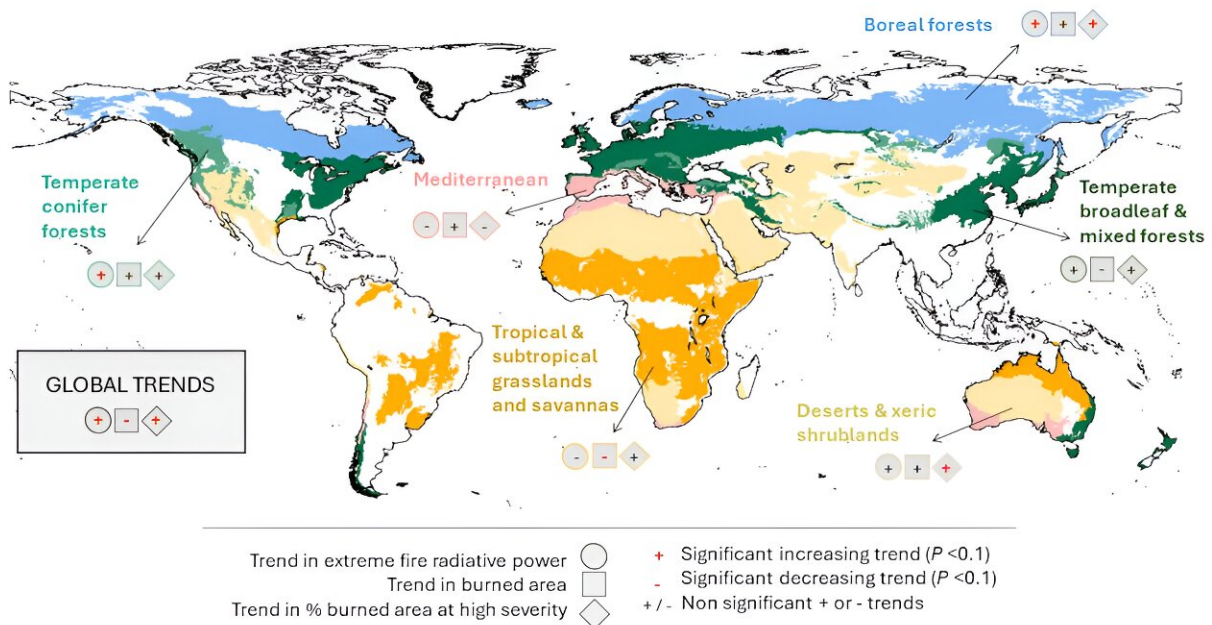 Boreal forests
+ + +
Temperate
conifer
forests
+ + +
Mediterranean
- + -
Temperate
broadleaf &
mixed forests
+ - +
Tropical &
subtropical
grasslands
and savannas
- - +
Deserts & xeric
shrublands
+ + +
GLOBAL TRENDS
+ - +
Trend in extreme fire radiative power
Trend in burned area
Trend in % burned area at high severity
+ Significant increasing trend (P <0.1)
- Significant decreasing trend (P <0.1)
+ / - Non significant + or - trends